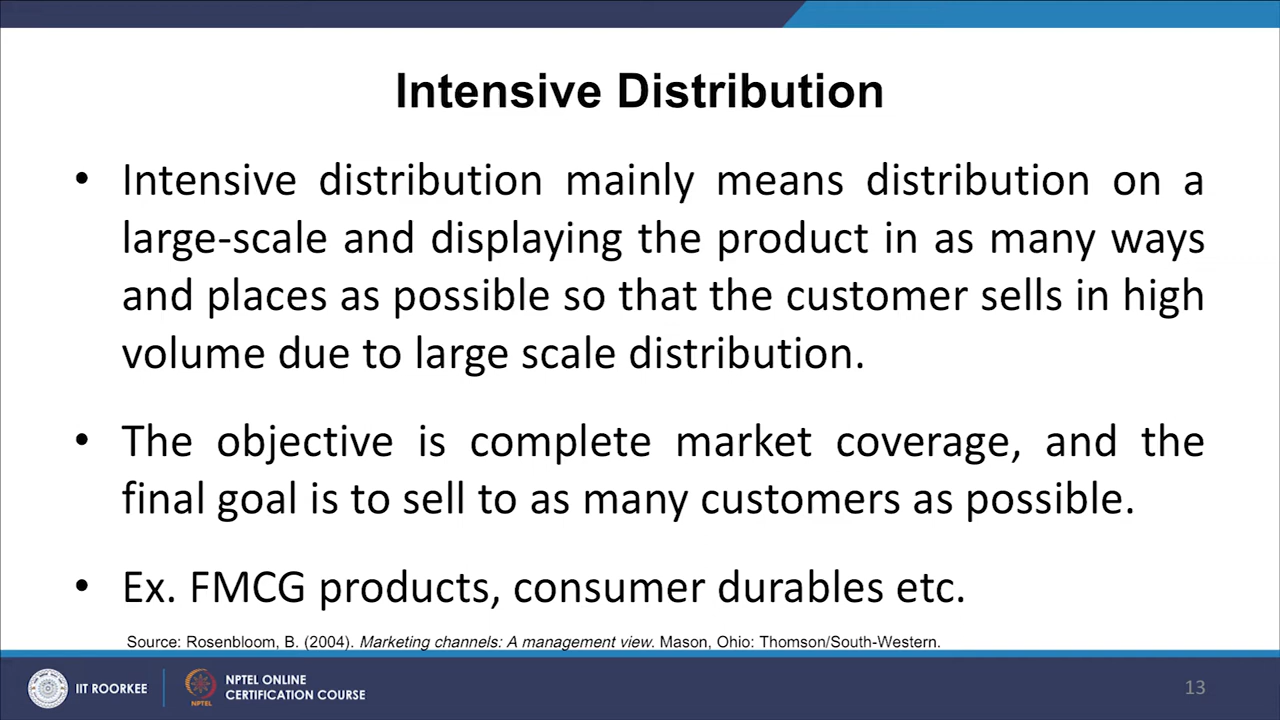 Intensive Distribution
• Intensive distribution mainly means distribution on a
large-scale and displaying the product in as many ways
and places as possible so that the customer sells in high
volume due to large scale distribution.
• The objective is complete market coverage, and the
final goal is to sell to as many customers as possible.
• Ex. FMCG products, consumer durables etc.
Source: Rosenbloom, B. (2004). Marketing channels: A management view. Mason, Ohio: Thomson/South-Western.
IIT ROORKEE
NPTEL
NPTEL ONLINE
CERTIFICATION COURSE
13